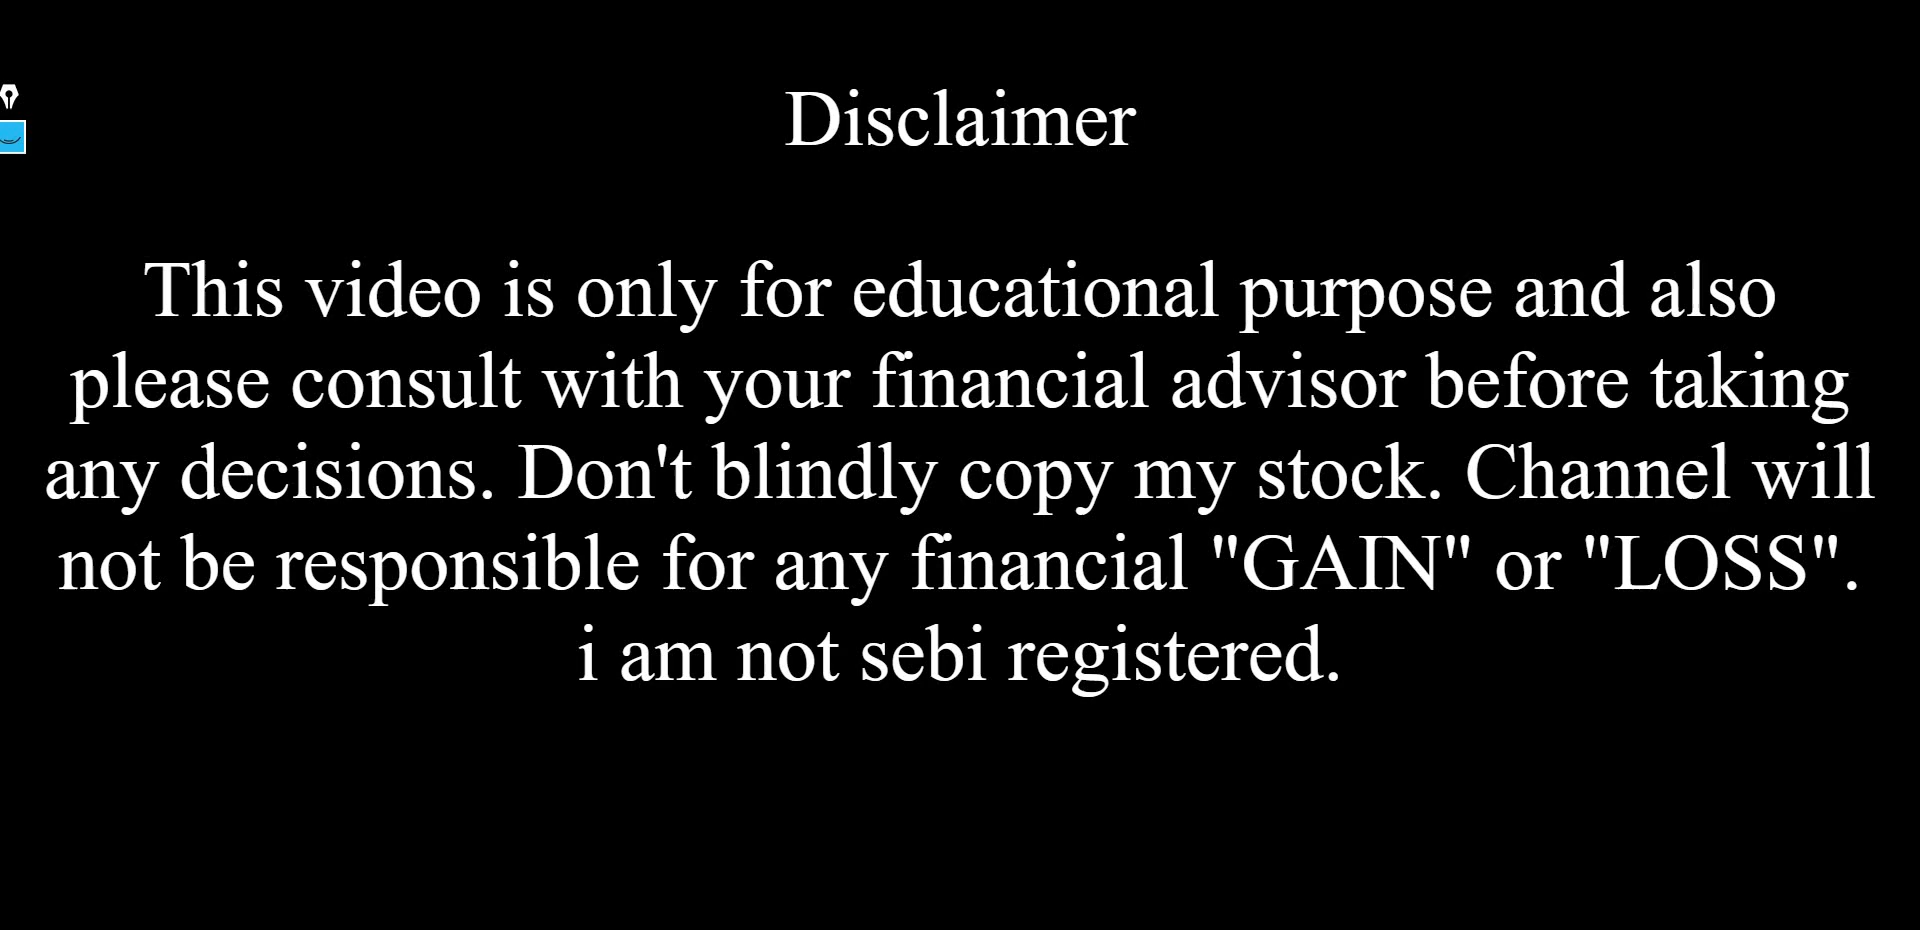 Disclaimer
This video is only for educational purpose and also
please consult with your financial advisor before taking
any decisions. Don't blindly copy my stock. Channel will
not be responsible for any financial "GAIN" or "LOSS".
i am not sebi registered.